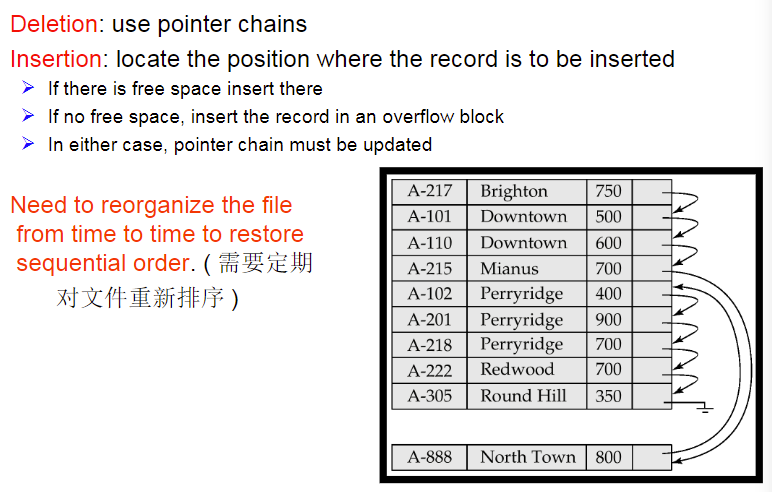 Deletion: use pointer chains
Insertion: locate the position where the record is to be inserted
If there is free space insert there
If no free space, insert the record in an overflow block
In either case, pointer chain must be updated
Need to reorganize the file
from time to time to restore
sequential order. ( 需要定期
对文件重新排序 )
A-217 Brighton 750
A-101 Downtown 500
A-110 Downtown 600
A-215 Mianus 700
A-102 Perryridge 400
A-201 Perryridge 900
A-218 Perryridge 700
A-222 Redwood 700
A-305 Round Hill 350
A-888 North Town 800